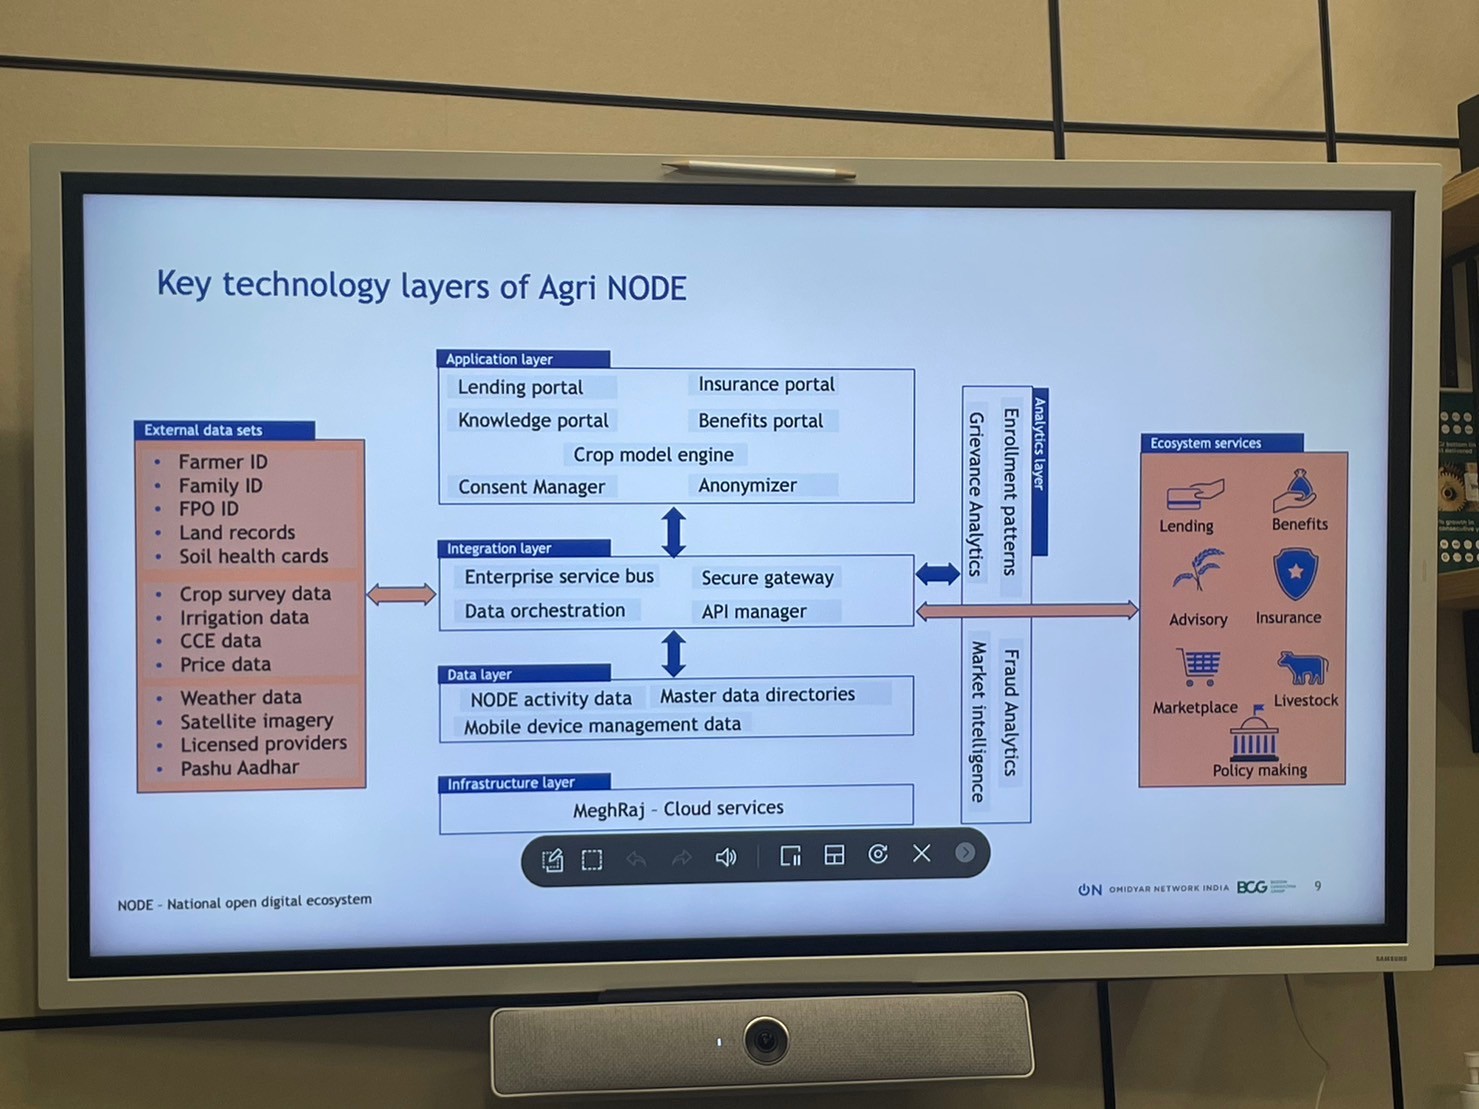 Key technology layers of Agri NODE
External data sets
• Farmer ID
• Family ID
• FPO ID
• Land records
• Soil health cards
• Crop survey data
• Irrigation data
• CCE data
• Price data
• Weather data
• Satellite imagery
• Licensed providers
• Pashu Aadhar
Application layer
Lending portal
Insurance portal
Knowledge portal
Benefits portal
Crop model engine
Consent Manager
Anonymizer
Integration layer
Enterprise service bus
Secure gateway
Data orchestration
API manager
Data layer
NODE activity data
Master data directories
Mobile device management data
Infrastructure layer
MeghRaj - Cloud services
Analytics layer
Enrollment patterns
Grievance Analytics
Fraud Analytics
Market intelligence
Ecosystem services
Lending
Benefits
Advisory
Insurance
Marketplace
Livestock
Policy making
NODE - National open digital ecosystem
ON OMIDYAR NETWORK INDIA
BCG
9
SAMSUNG